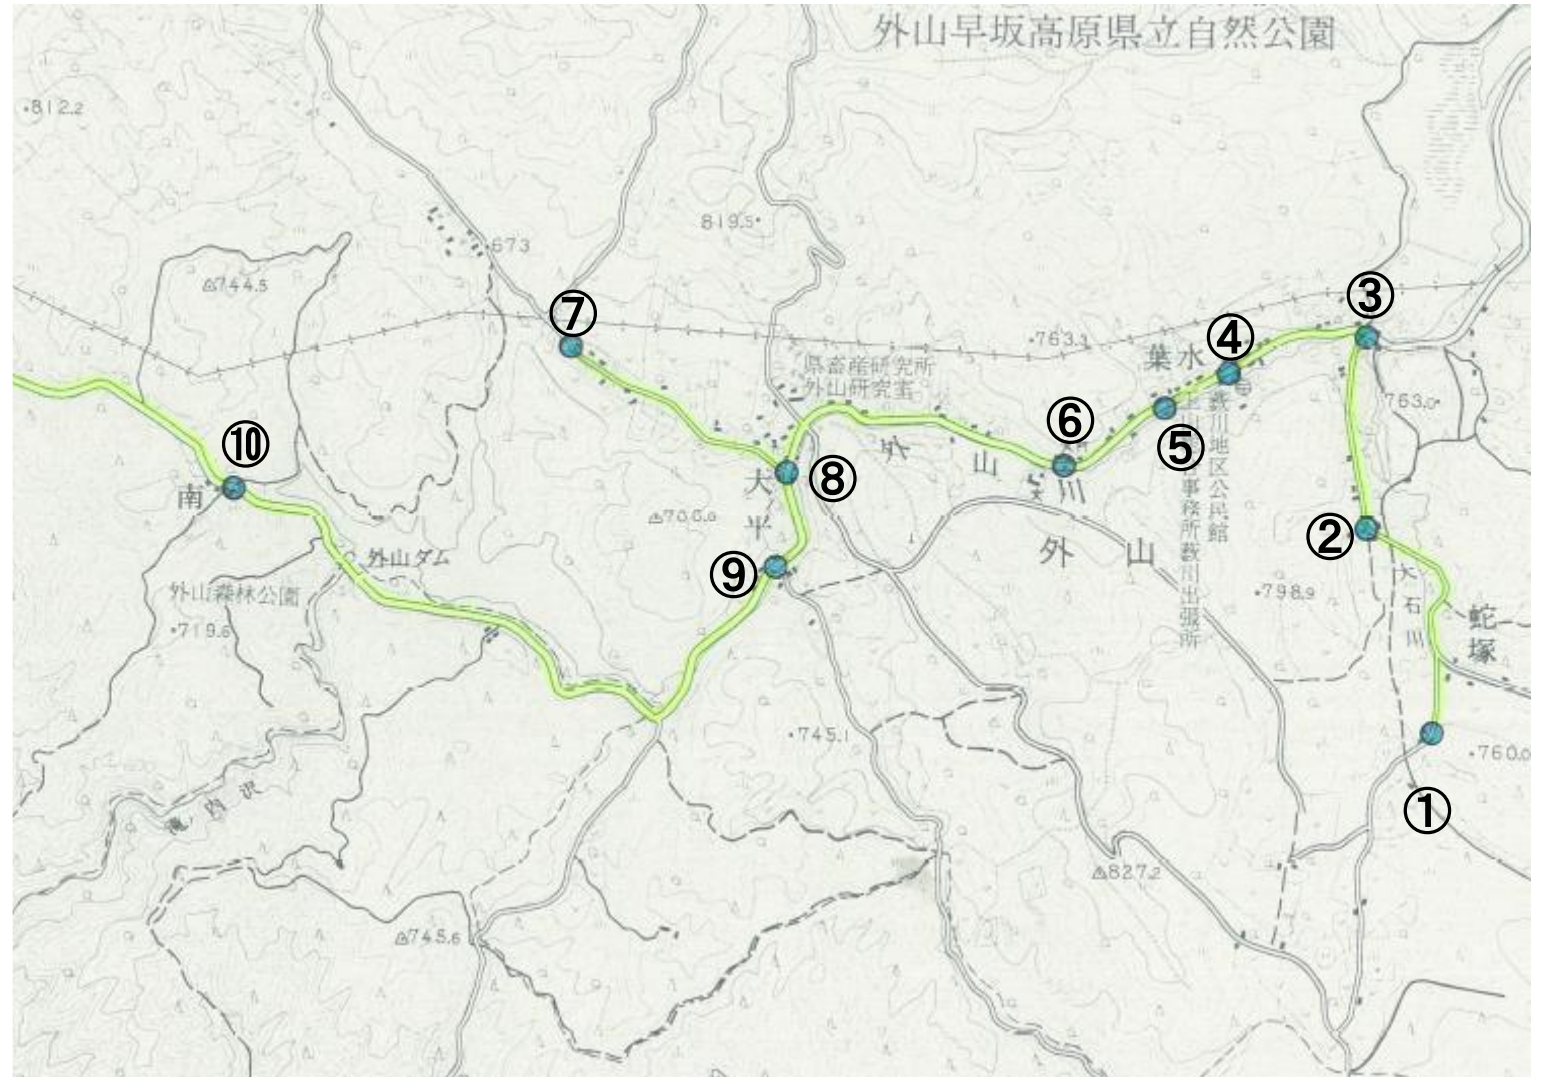 外山早坂高原県立自然公園
・812.2
819.5・
・673
△744.5
⑦
③
・763.1
④
葉水
県畜産研究所
外山研究室
763.0・
⑥
⑤
⑩
外山川
藪川地区公民館
⑧
南
大平
△706.0
②
事務所藪川出張所
外山
外山ダム
⑨
大石川
外山森林公園
・798.9
蛇塚
・719.6
・745.1
・760.0
①
△827.2
△745.6